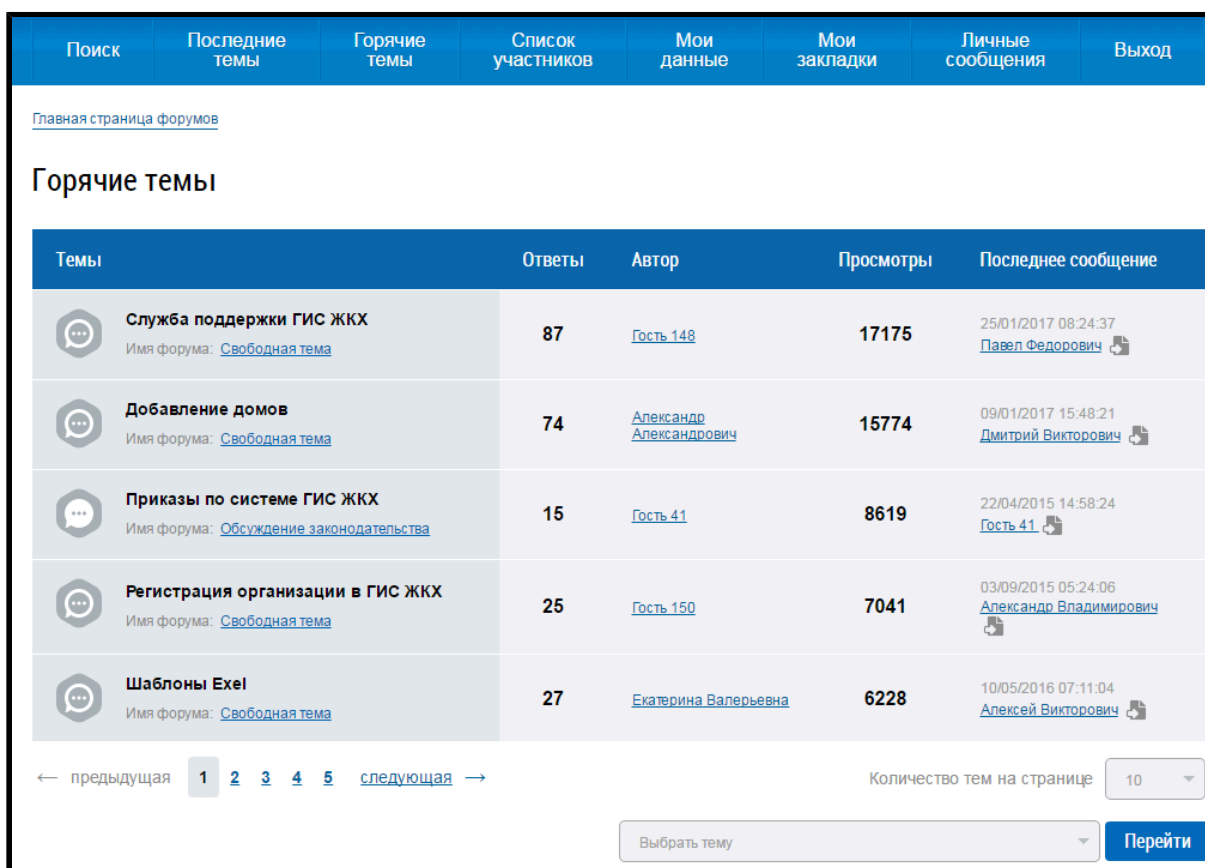 Поиск
Последние темы
Горячие темы
Список участников
Мои данные
Мои закладки
Личные сообщения
Выход
Главная страница форумов
Горячие темы
Темы Ответы Автор Просмотры Последнее сообщение
Служба поддержки ГИС ЖКХ
Имя форума: Свободная тема
87
Гость 148
17175
25/01/2017 08:24:37
Павел Федорович
Добавление домов
Имя форума: Свободная тема
74
Александр
Александрович
15774
09/01/2017 15:48:21
Дмитрий Викторович
Приказы по системе ГИС ЖКХ
Имя форума: Обсуждение законодательства
15
Гость 41
8619
22/04/2015 14:58:24
Гость 41
Регистрация организации в ГИС ЖКХ
Имя форума: Свободная тема
25
Гость 150
7041
03/09/2015 05:24:06
Александр Владимирович
Шаблоны Exel
Имя форума: Свободная тема
27
Екатерина Валерьевна
6228
10/05/2016 07:11:04
Алексей Викторович
← предыдущая 1 2 3 4 5 следующая →
Количество тем на странице 10
Выбрать тему
Перейти